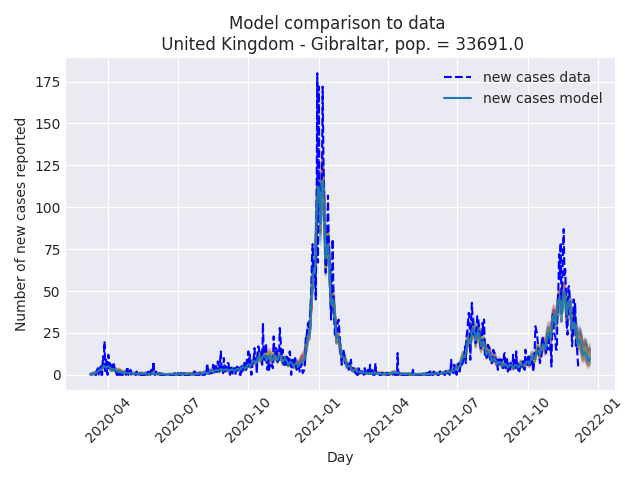 Model comparison to data
United Kingdom - Gibraltar, pop. = 33691.0
new cases data
new cases model
Number of new cases reported
175
150
125
100
75
50
25
0
2020-04
2020-07
2020-10
2021-01
2021-04
2021-07
2021-10
2022-01
Day